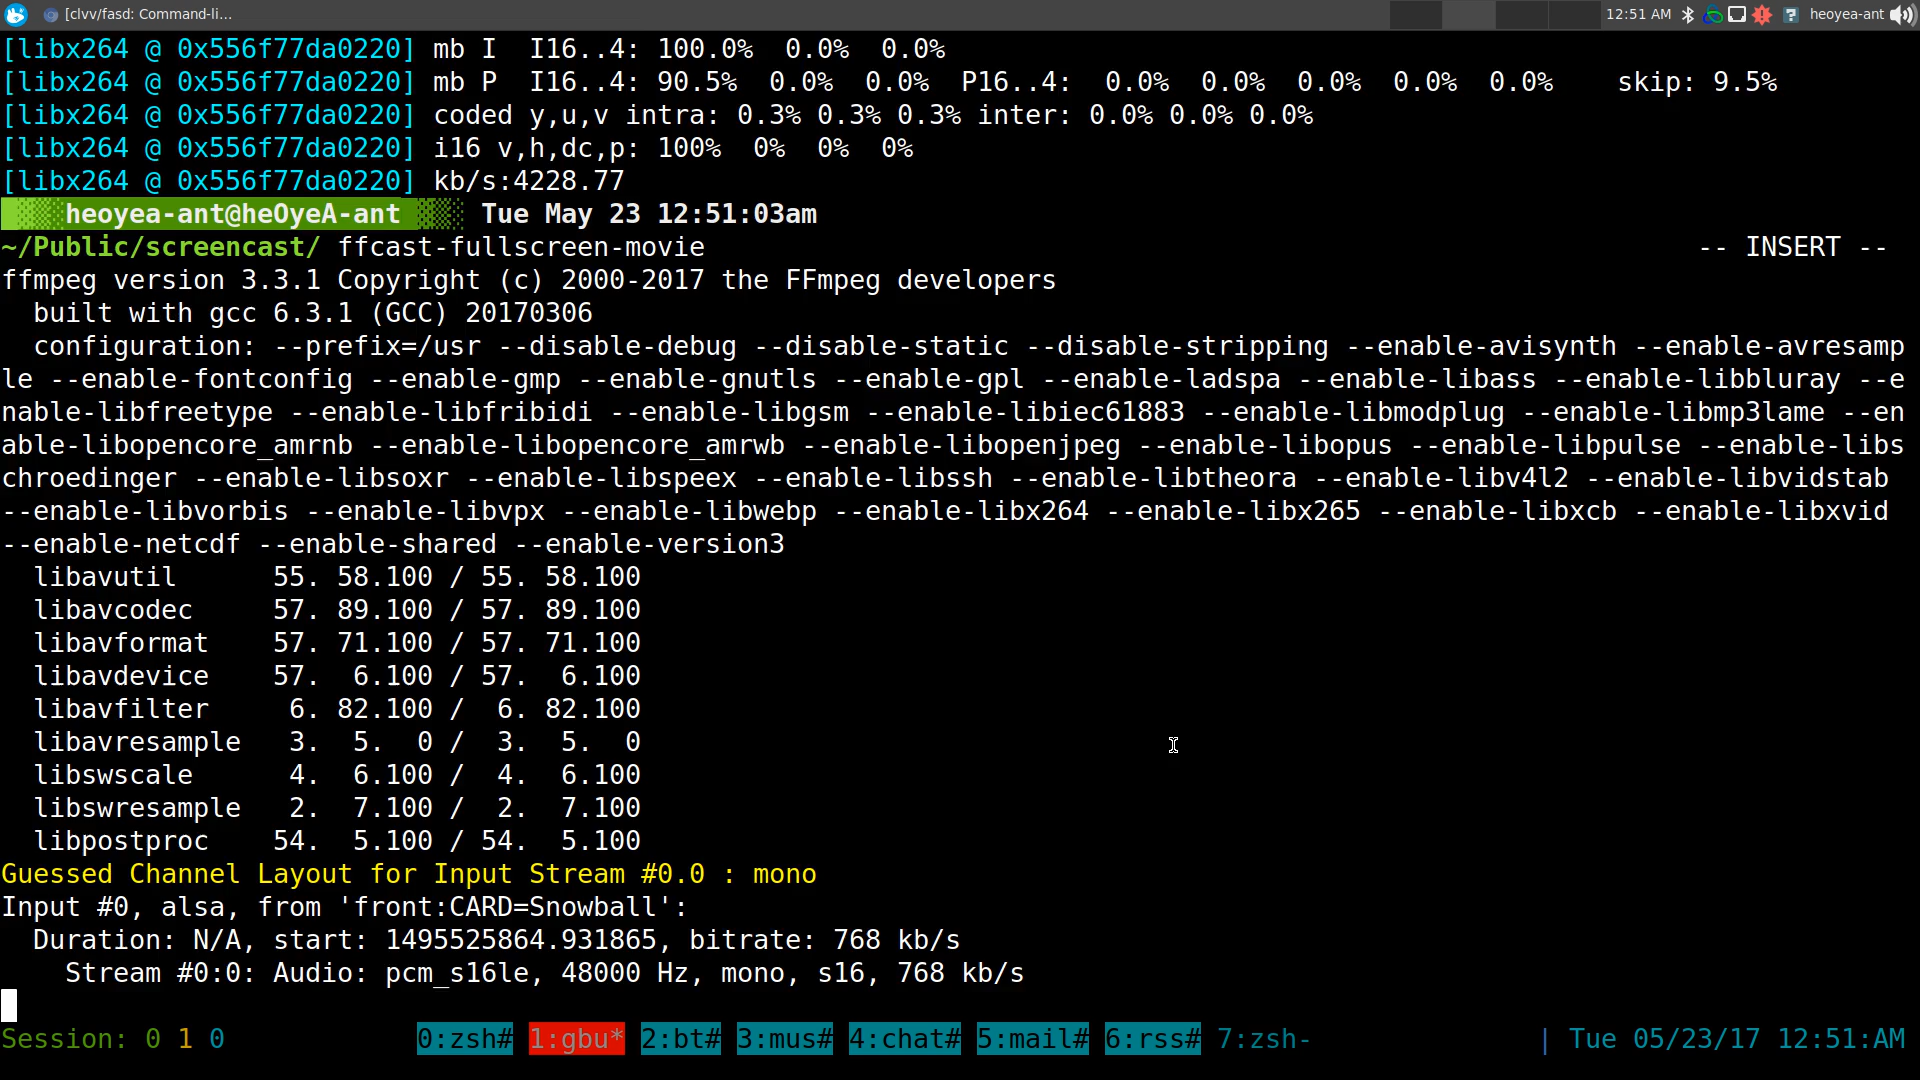 [clvv/fasd: Command-li... 12:51 AM heoyea-ant
[libx264 @ 0x556f77da0220] mb I  I16..4: 100.0%  0.0%  0.0%
[libx264 @ 0x556f77da0220] mb P  I16..4: 90.5%  0.0%  0.0%  P16..4:  0.0%  0.0%  0.0%  0.0%  0.0%    skip: 9.5%
[libx264 @ 0x556f77da0220] coded y,u,v intra: 0.3% 0.3% 0.3% inter: 0.0% 0.0% 0.0%
[libx264 @ 0x556f77da0220] i16 v,h,dc,p: 100%  0%  0%  0%
[libx264 @ 0x556f77da0220] kb/s:4228.77
heoyea-ant@heOyeA-ant Tue May 23 12:51:03am
~/Public/screencast/ ffcast-fullscreen-movie -- INSERT --
ffmpeg version 3.3.1 Copyright (c) 2000-2017 the FFmpeg developers
  built with gcc 6.3.1 (GCC) 20170306
  configuration: --prefix=/usr --disable-debug --disable-static --disable-stripping --enable-avisynth --enable-avresamp
le --enable-fontconfig --enable-gmp --enable-gnutls --enable-gpl --enable-ladspa --enable-libass --enable-libbluray --e
nable-libfreetype --enable-libfribidi --enable-libgsm --enable-libiec61883 --enable-libmodplug --enable-libmp3lame --en
able-libopencore_amrnb --enable-libopencore_amrwb --enable-libopenjpeg --enable-libopus --enable-libpulse --enable-libs
chroedinger --enable-libsoxr --enable-libspeex --enable-libssh --enable-libtheora --enable-libv4l2 --enable-libvidstab
--enable-libvorbis --enable-libvpx --enable-libwebp --enable-libx264 --enable-libx265 --enable-libxcb --enable-libxvid
--enable-netcdf --enable-shared --enable-version3
  libavutil      55. 58.100 / 55. 58.100
  libavcodec     57. 89.100 / 57. 89.100
  libavformat    57. 71.100 / 57. 71.100
  libavdevice    57.  6.100 / 57.  6.100
  libavfilter     6. 82.100 /  6. 82.100
  libavresample   3.  5.  0 /  3.  5.  0
  libswscale      4.  6.100 /  4.  6.100
  libswresample   2.  7.100 /  2.  7.100
  libpostproc    54.  5.100 / 54.  5.100
Guessed Channel Layout for Input Stream #0.0 : mono
Input #0, alsa, from 'front:CARD=Snowball':
  Duration: N/A, start: 1495525864.931865, bitrate: 768 kb/s
    Stream #0:0: Audio: pcm_s16le, 48000 Hz, mono, s16, 768 kb/s
Session: 0 1 0 0:zsh# 1:gbu* 2:bt# 3:mus# 4:chat# 5:mail# 6:rss# 7:zsh- | Tue 05/23/17 12:51:AM